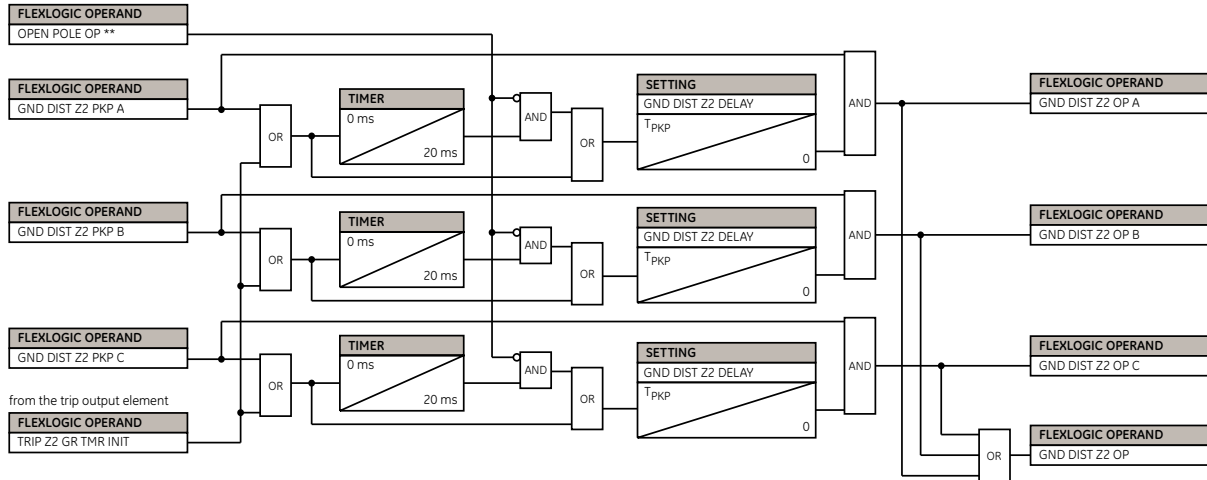 FLEXLOGIC OPERAND
OPEN POLE OP **
FLEXLOGIC OPERAND
GND DIST Z2 PKP A
OR
TIMER
0 ms
20 ms
AND
OR
SETTING
GND DIST Z2 DELAY
TPKP
0
AND
FLEXLOGIC OPERAND
GND DIST Z2 OP A
FLEXLOGIC OPERAND
GND DIST Z2 PKP B
OR
TIMER
0 ms
20 ms
AND
OR
SETTING
GND DIST Z2 DELAY
TPKP
0
AND
FLEXLOGIC OPERAND
GND DIST Z2 OP B
FLEXLOGIC OPERAND
GND DIST Z2 PKP C
OR
TIMER
0 ms
20 ms
AND
OR
SETTING
GND DIST Z2 DELAY
TPKP
0
AND
FLEXLOGIC OPERAND
GND DIST Z2 OP C
from the trip output element
FLEXLOGIC OPERAND
TRIP Z2 GR TMR INIT
OR
FLEXLOGIC OPERAND
GND DIST Z2 OP